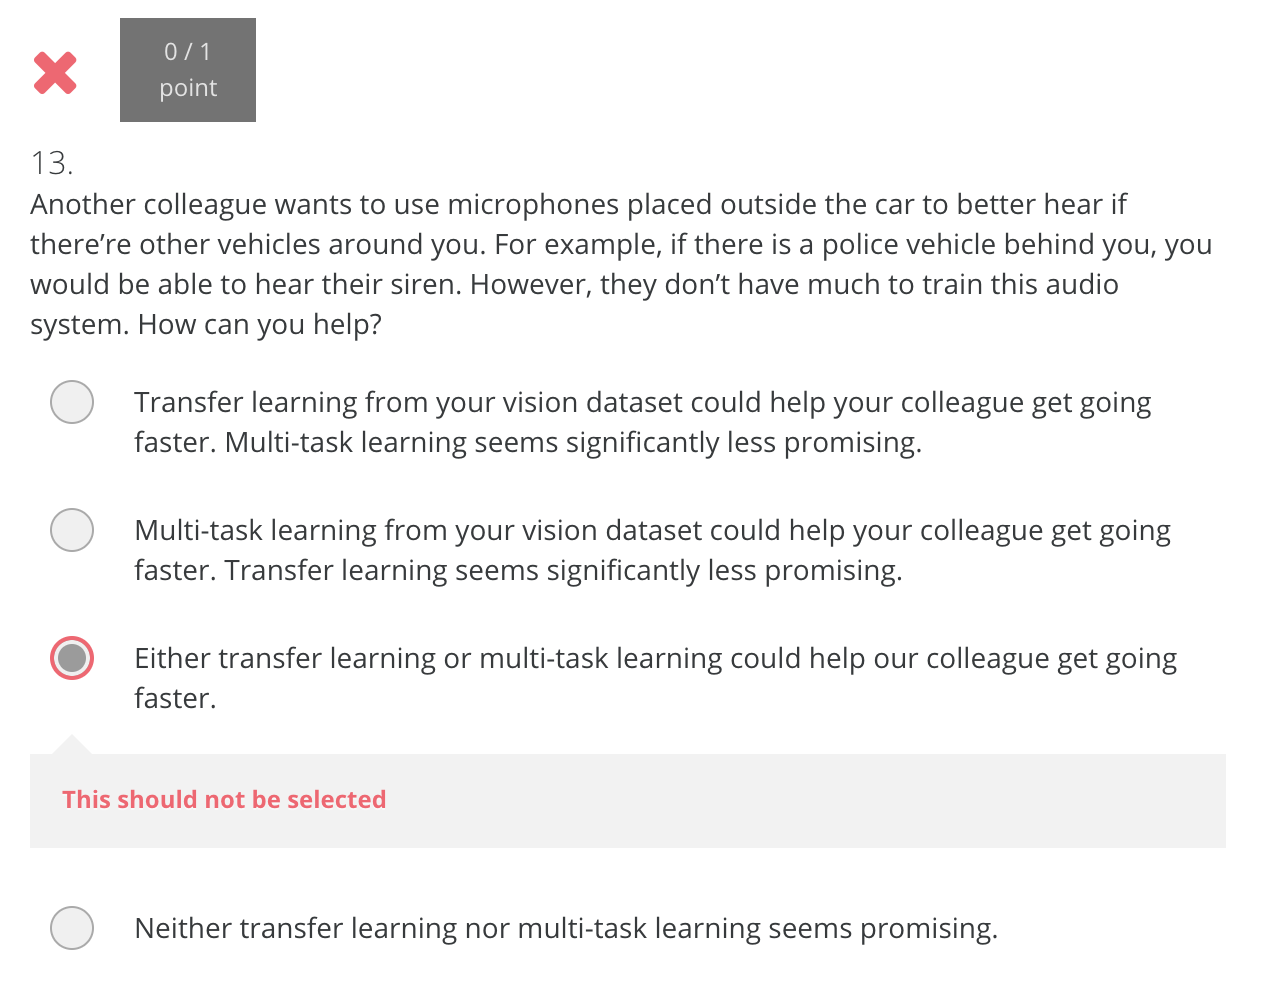 0 / 1
point
13.
Another colleague wants to use microphones placed outside the car to better hear if
there’re other vehicles around you. For example, if there is a police vehicle behind you, you
would be able to hear their siren. However, they don’t have much to train this audio
system. How can you help?
Transfer learning from your vision dataset could help your colleague get going
faster. Multi-task learning seems significantly less promising.
Multi-task learning from your vision dataset could help your colleague get going
faster. Transfer learning seems significantly less promising.
Either transfer learning or multi-task learning could help our colleague get going
faster.
This should not be selected
Neither transfer learning nor multi-task learning seems promising.